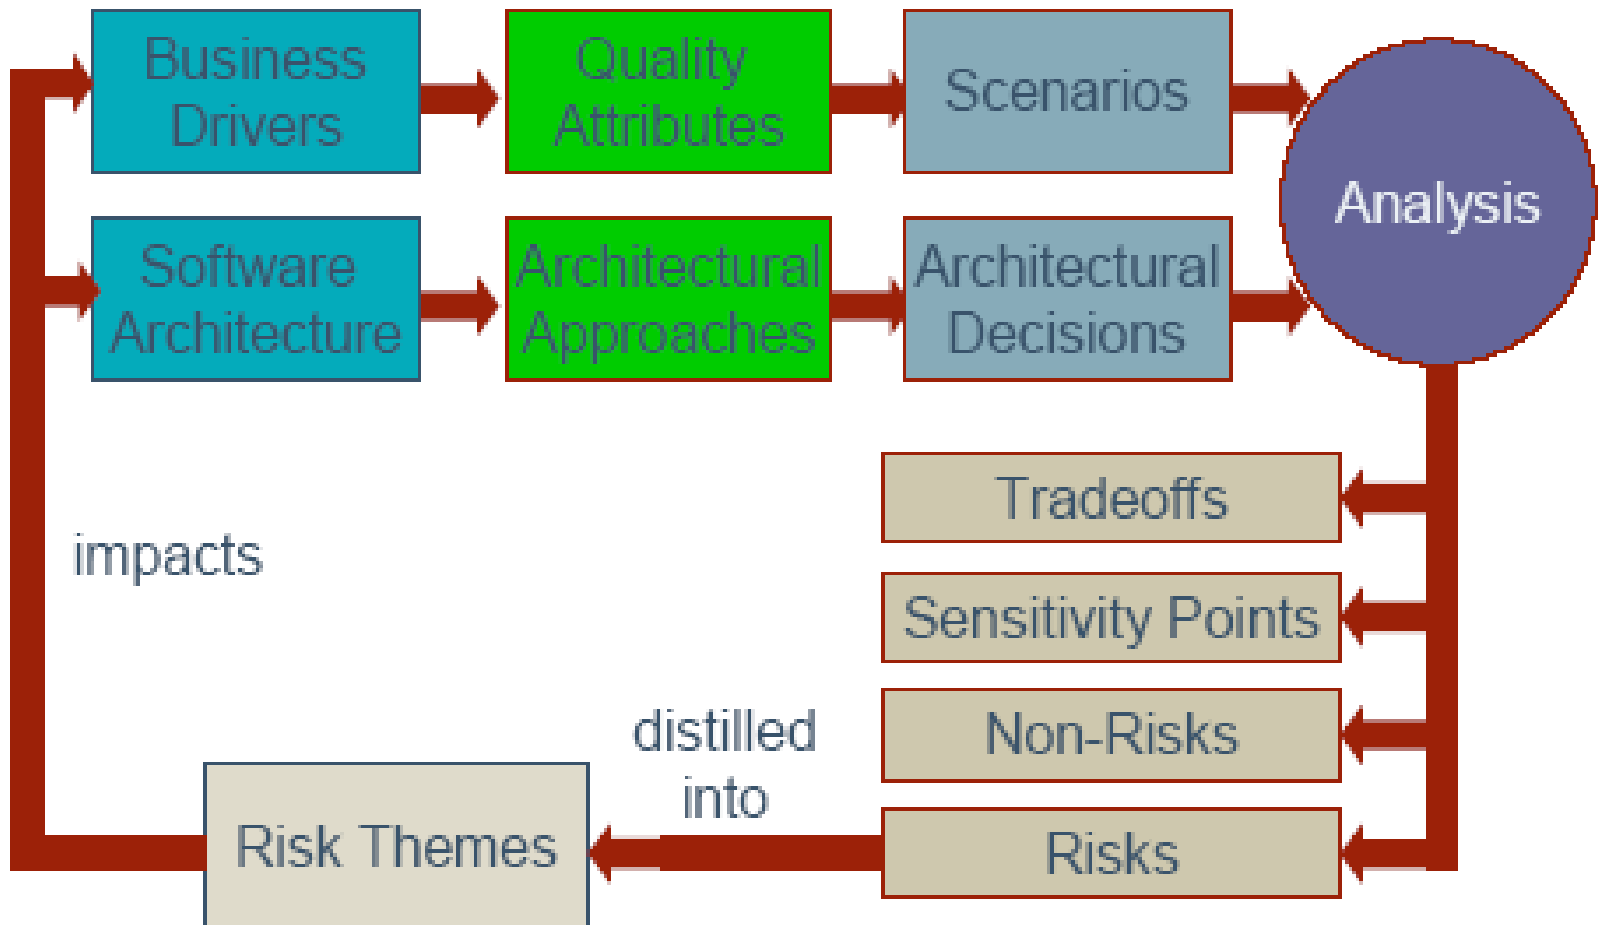 Business
Drivers
Quality
Attributes
Scenarios
Analysis
Software
Architecture
Architectural
Approaches
Architectural
Decisions
Tradeoffs
impacts
Sensitivity Points
Non-Risks
distilled
into
Risk Themes
Risks